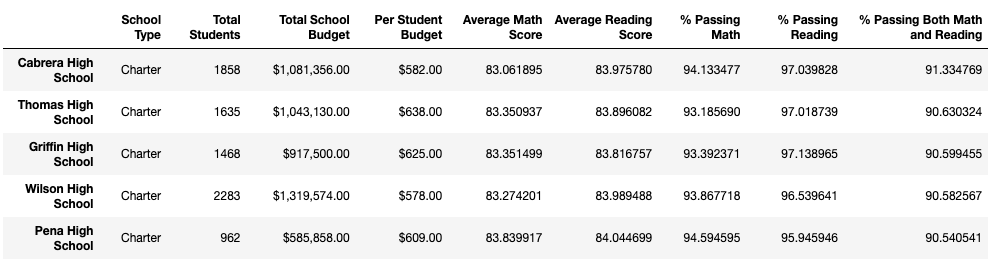 School Type Total Students Total School Budget Per Student Budget Average Math Score Average Reading Score % Passing Math % Passing Reading % Passing Both Math and Reading
Cabrera High School Charter 1858 $1,081,356.00 $582.00 83.061895 83.975780 94.133477 97.039828 91.334769
Thomas High School Charter 1635 $1,043,130.00 $638.00 83.350937 83.896082 93.185690 97.018739 90.630324
Griffin High School Charter 1468 $917,500.00 $625.00 83.351499 83.816757 93.392371 97.138965 90.599455
Wilson High School Charter 2283 $1,319,574.00 $578.00 83.274201 83.989488 93.867718 96.539641 90.582567
Pena High School Charter 962 $585,858.00 $609.00 83.839917 84.044699 94.594595 95.945946 90.540541